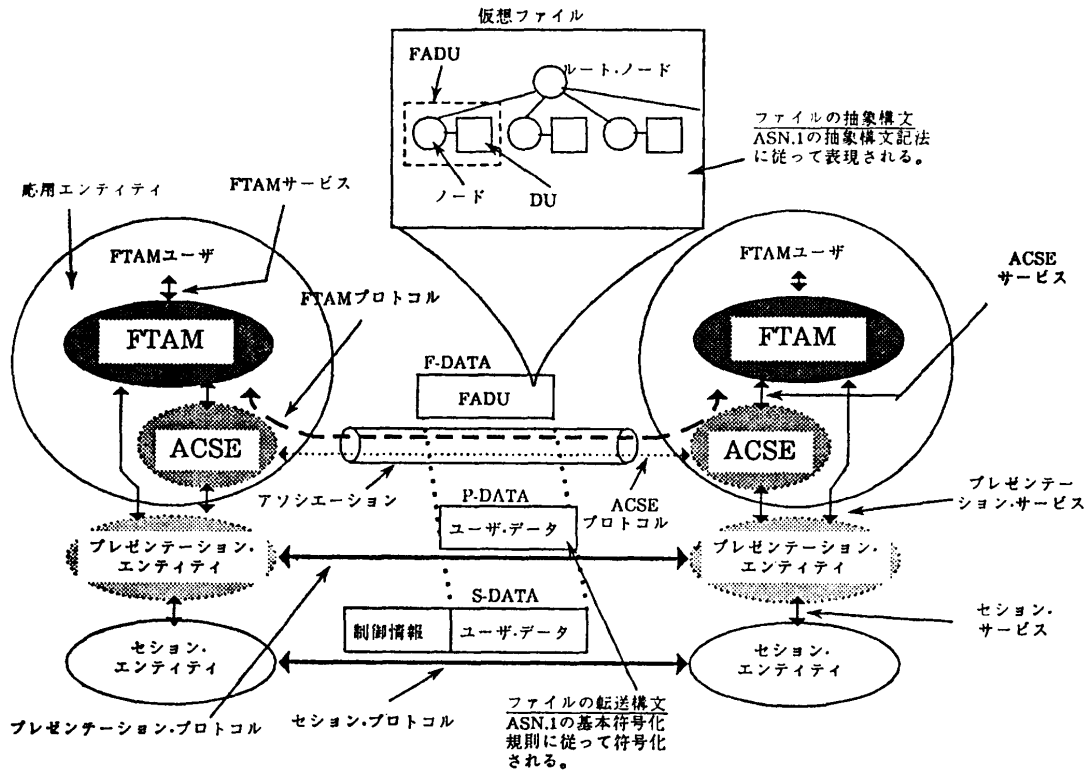 仮想ファイル
FADU
ルート・ノード
ノード
DU
ファイルの抽象構文
ASN.1の抽象構文記法
に従って表現される。
応用エンティティ
FTAMサービス
FTAMユーザ
FTAMプロトコル
FTAM
ACSE
F-DATA
FADU
FTAMユーザ
FTAM
ACSE
ACSE
サービス
アソシエーション
ACSE
プロトコル
P-DATA
ユーザ・データ
プレゼンテーション・
エンティティ
プレゼンテーション・
エンティティ
プレゼンテー
ション・サービス
S-DATA
制御情報
ユーザ・データ
セション・
エンティティ
セション・
エンティティ
セション・
サービス
プレゼンテーション・プロトコル
セション・プロトコル
ファイルの転送構文
ASN.1の基本符号化
規則に従って符号化
される。